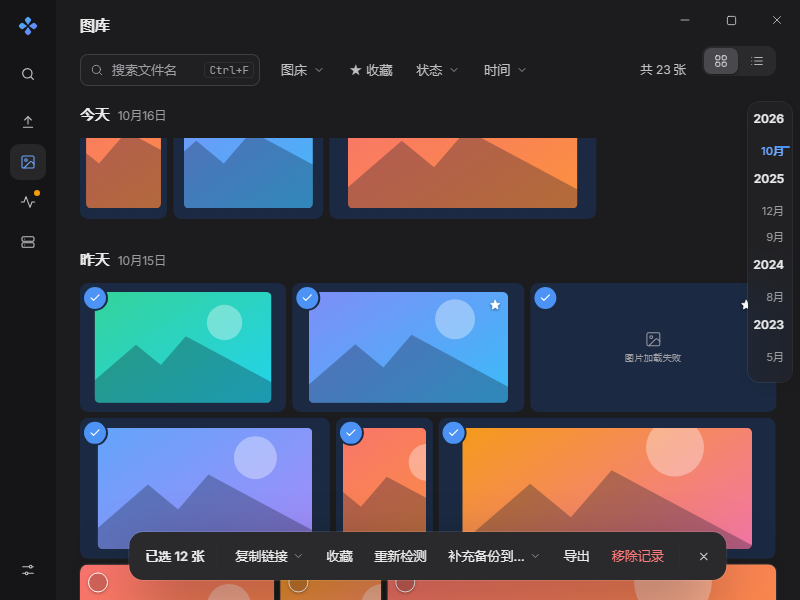 图库
搜索文件名 Ctrl+F
图床
★ 收藏
状态
时间
共 23 张
今天 10月16日
昨天 10月15日
图片加载失败
2026
10月
2025
12月
9月
2024
8月
2023
5月
已选 12 张
复制链接
收藏
重新检测
补充备份到...
导出
移除记录